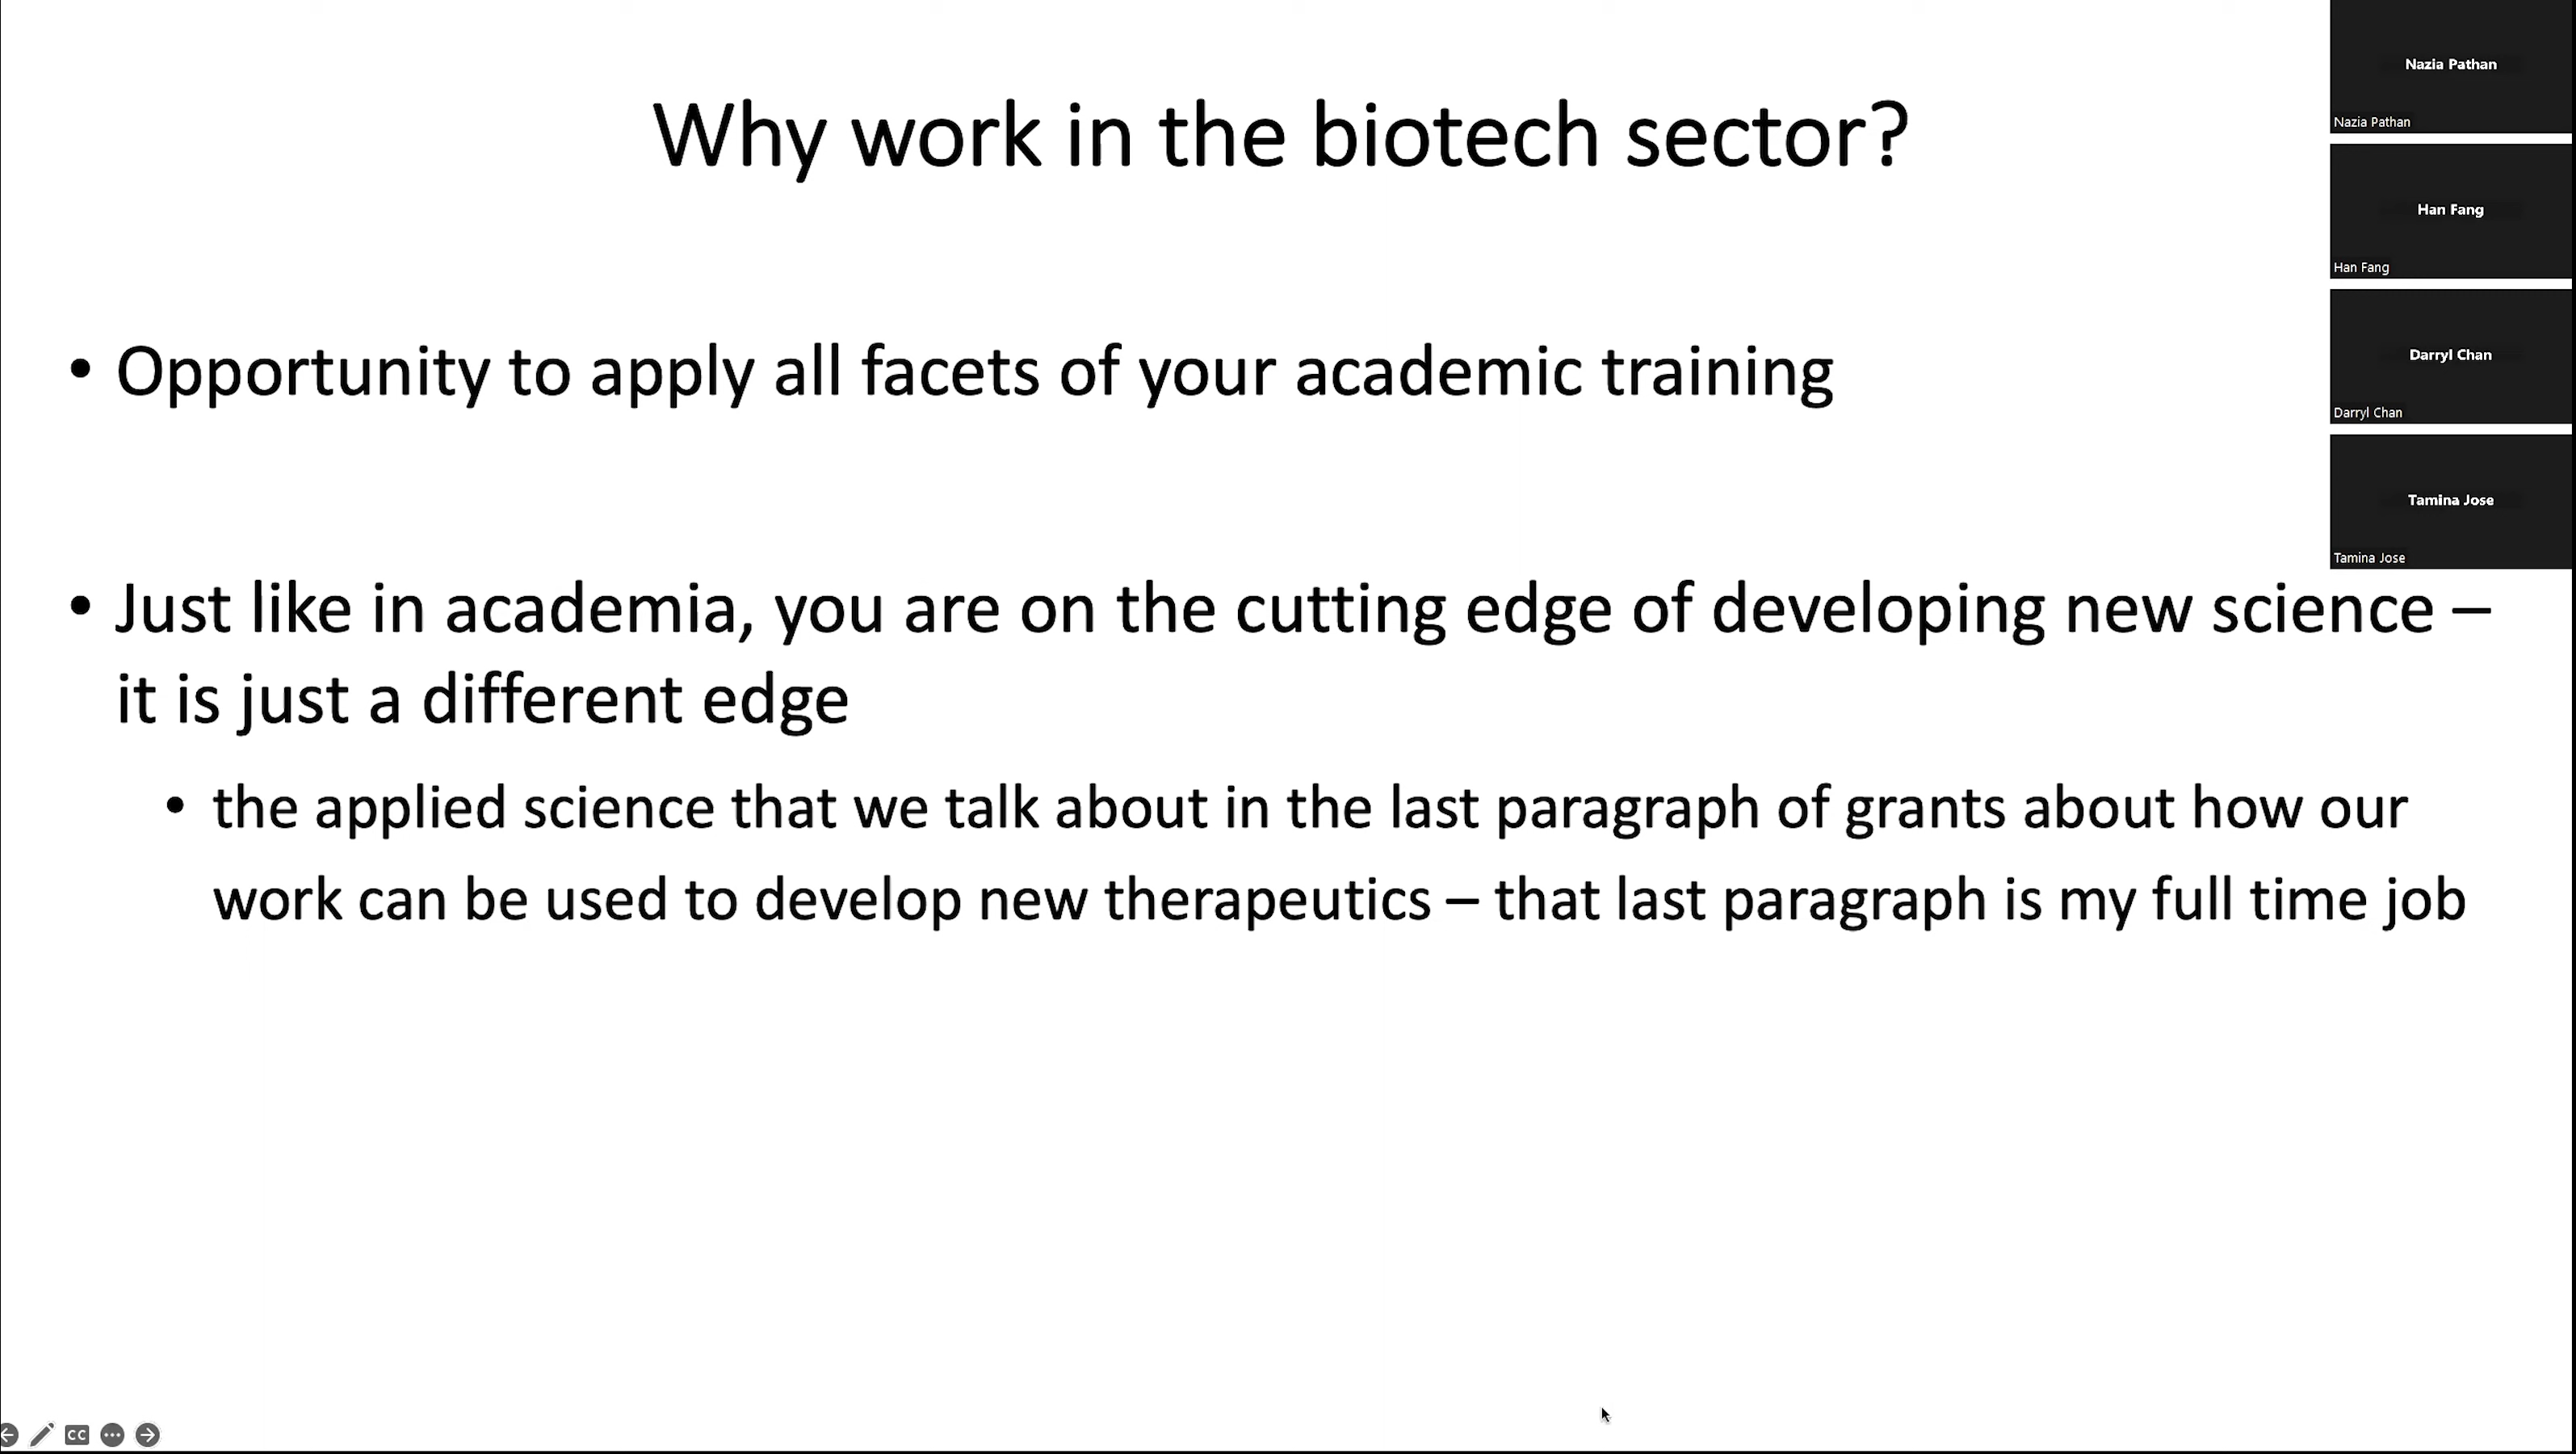 Why work in the biotech sector?
• Opportunity to apply all facets of your academic training
• Just like in academia, you are on the cutting edge of developing new science –
it is just a different edge
• the applied science that we talk about in the last paragraph of grants about how our
work can be used to develop new therapeutics – that last paragraph is my full time job
Nazia Pathan
Nazia Pathan
Han Fang
Han Fang
Darryl Chan
Darryl Chan
Tamina Jose
Tamina Jose
CC